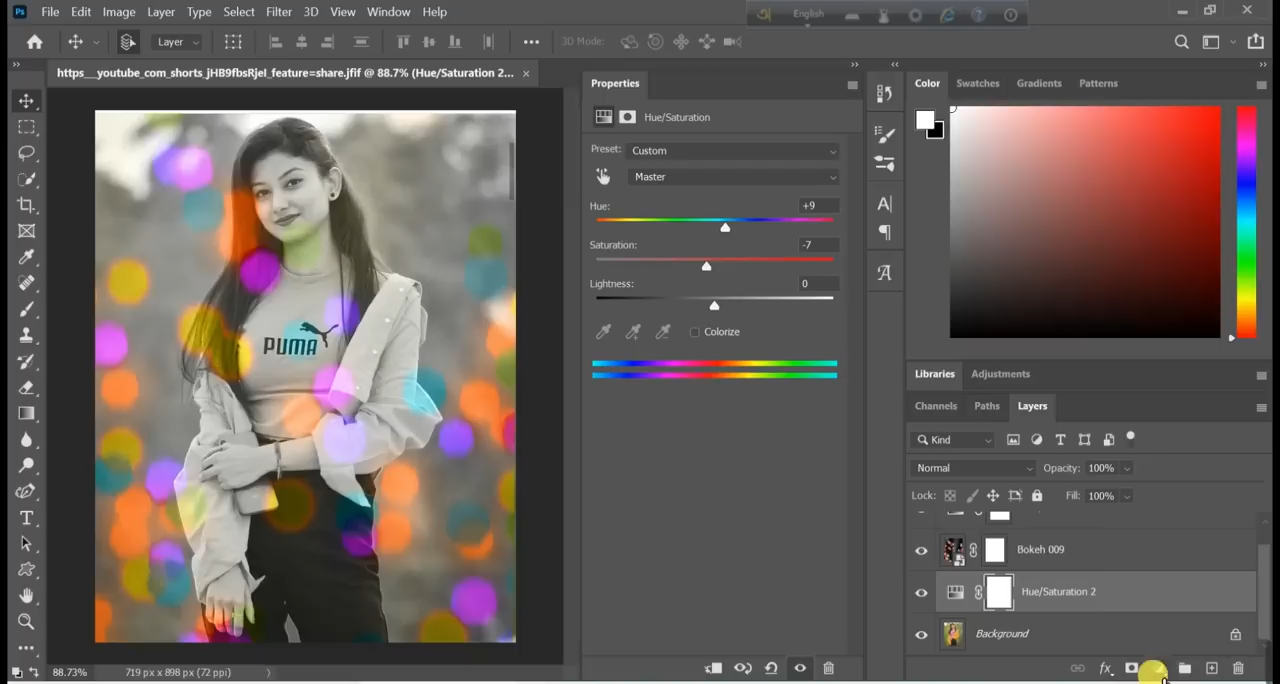 Ps File Edit Image Layer Type Select Filter 3D View Window Help
English
Layer
3D Mode:
https__youtube_com_shorts_jHB9fbsRjeI_feature=share.jfif @ 88.7% (Hue/Saturation 2...
Properties
Hue/Saturation
Preset: Custom
Master
Hue: +9
Saturation: -7
Lightness: 0
Colorize
PUMA
88.73% 719 px x 898 px (72 ppi)
Color Swatches Gradients Patterns
Libraries Adjustments
Channels Paths Layers
Kind
Normal Opacity: 100%
Lock: Fill: 100%
Bokeh 009
Hue/Saturation 2
Background
fx